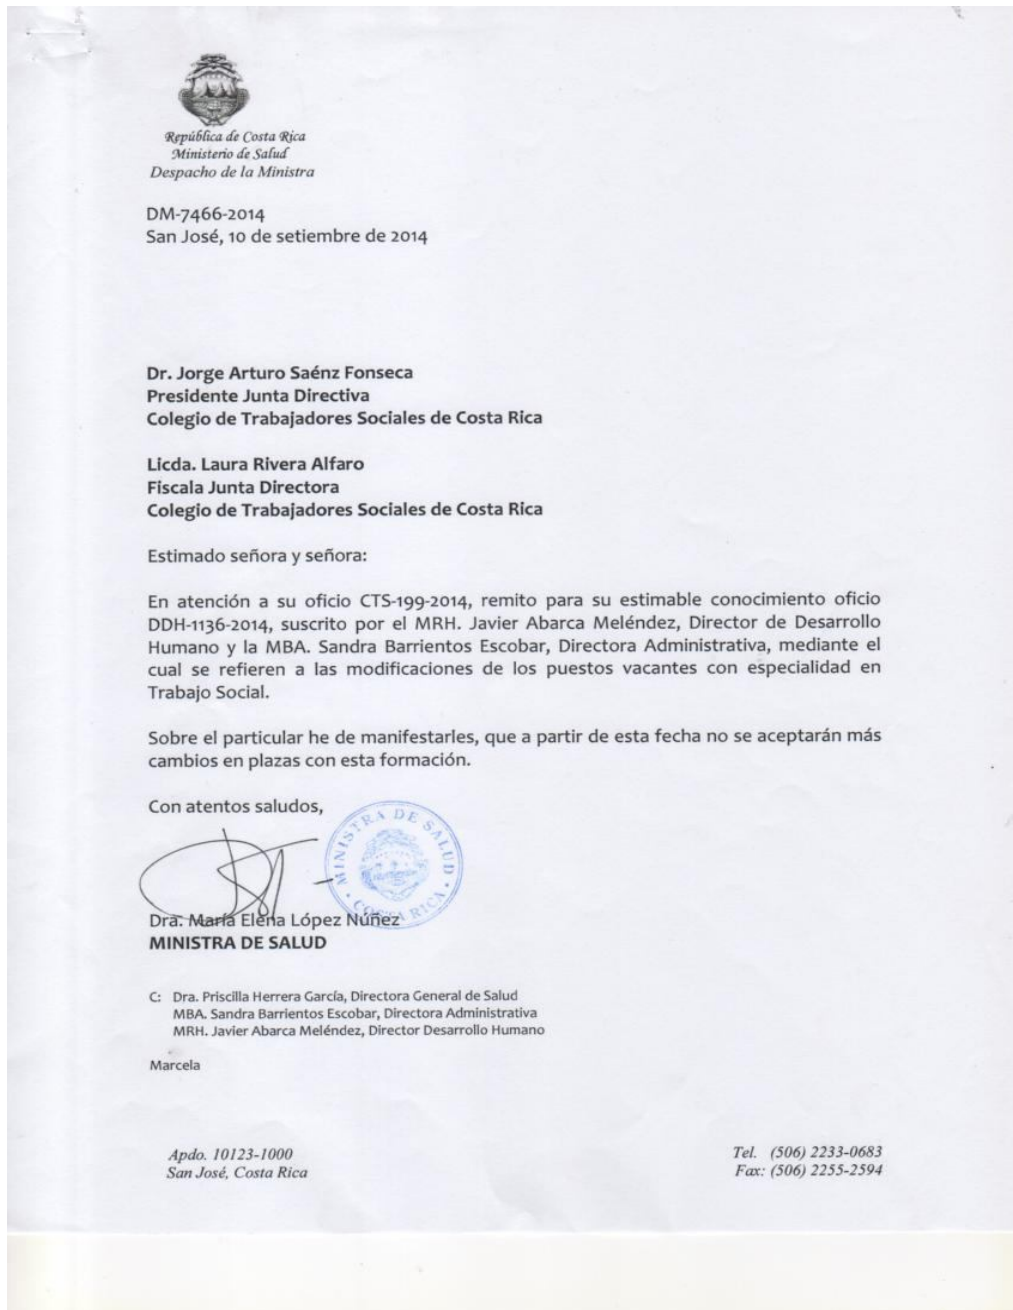 República de Costa Rica
Ministerio de Salud
Despacho de la Ministra
DM-7466-2014
San José, 10 de setiembre de 2014
Dr. Jorge Arturo Saénz Fonseca
Presidente Junta Directiva
Colegio de Trabajadores Sociales de Costa Rica
Licda. Laura Rivera Alfaro
Fiscala Junta Directora
Colegio de Trabajadores Sociales de Costa Rica
Estimado señora y señora:
En atención a su oficio CTS-199-2014, remito para su estimable conocimiento oficio
DDH-1136-2014, suscrito por el MRH. Javier Abarca Meléndez, Director de Desarrollo
Humano y la MBA. Sandra Barrientos Escobar, Directora Administrativa, mediante el
cual se refieren a las modificaciones de los puestos vacantes con especialidad en
Trabajo Social.
Sobre el particular he de manifestarles, que a partir de esta fecha no se aceptarán más
cambios en plazas con esta formación.
Con atentos saludos,
MINISTRA DE SALUD
COSTA RICA
Dra. María Elena López Núñez
MINISTRA DE SALUD
C: Dra. Priscilla Herrera García, Directora General de Salud
MBA. Sandra Barrientos Escobar, Directora Administrativa
MRH. Javier Abarca Meléndez, Director Desarrollo Humano
Marcela
Apdo. 10123-1000
San José, Costa Rica
Tel. (506) 2233-0683
Fax: (506) 2255-2594